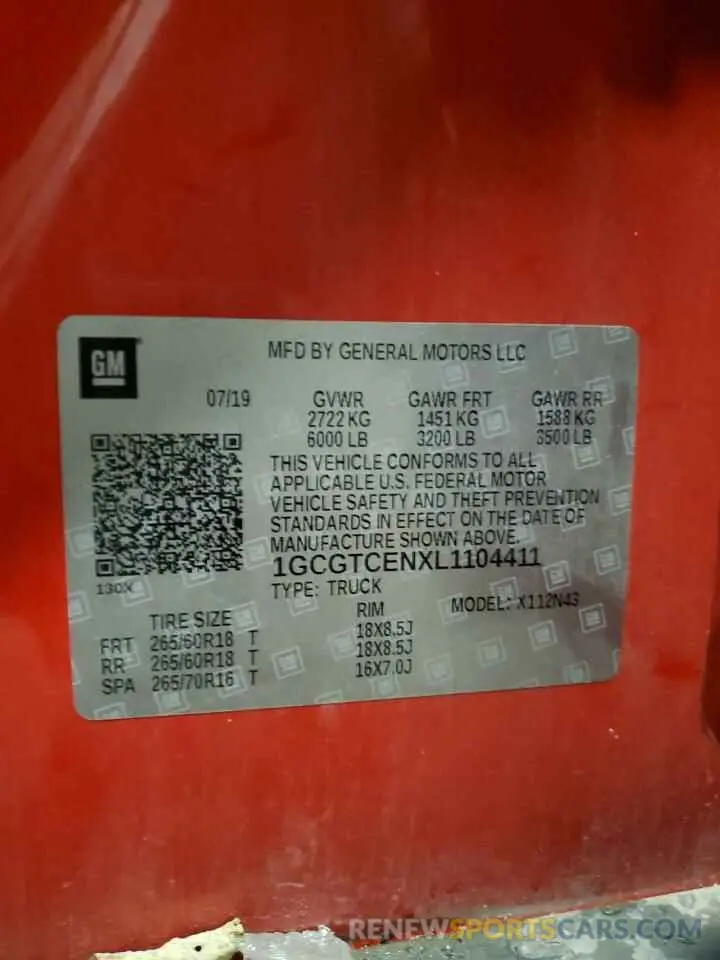 GM
MFD BY GENERAL MOTORS LLC
07/19 GVWR GAWR FRT GAWR RR
2722 KG 1451 KG 1588 KG
6000 LB 3200 LB 3500 LB
THIS VEHICLE CONFORMS TO ALL
APPLICABLE U.S. FEDERAL MOTOR
VEHICLE SAFETY AND THEFT PREVENTION
STANDARDS IN EFFECT ON THE DATE OF
MANUFACTURE SHOWN ABOVE.
1GCGTCENXL1104411
130X
TYPE: TRUCK
TIRE SIZE RIM MODEL: X112N43
FRT 265/60R18 T 18X8.5J
RR 265/60R18 T 18X8.5J
SPA 265/70R16 T 16X7.0J
RENEWSPORTSCARS.COM